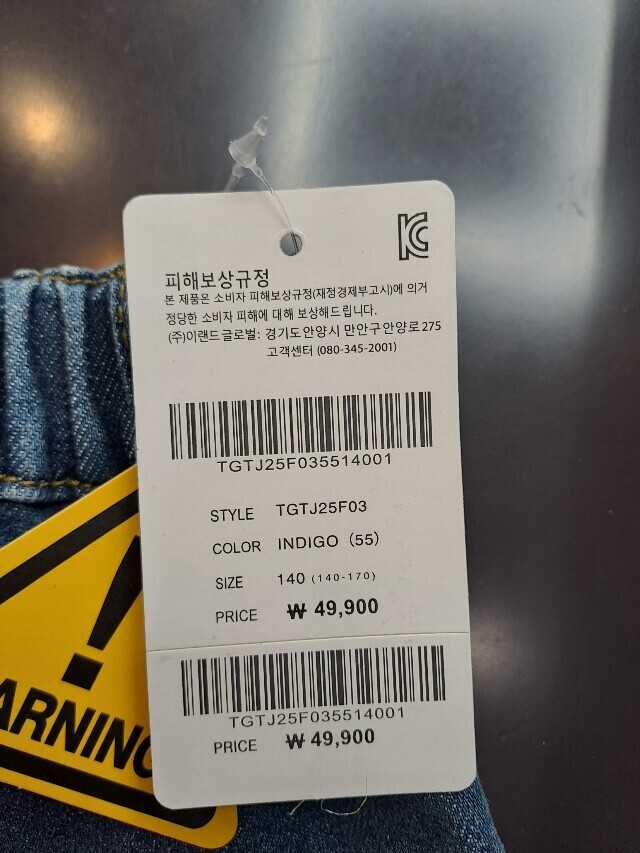 피해보상규정
본 제품은 소비자 피해보상규정(재정경제부고시)에 의거
정당한 소비자 피해에 대해 보상해드립니다.
(주)이랜드글로벌: 경기도안양시 만안구안양로275
고객센터 (080-345-2001)
TGTJ25F035514001
STYLE TGTJ25F03
COLOR INDIGO (55)
SIZE 140 (140-170)
PRICE ₩ 49,900
TGTJ25F035514001
PRICE ₩ 49,900
ARNING